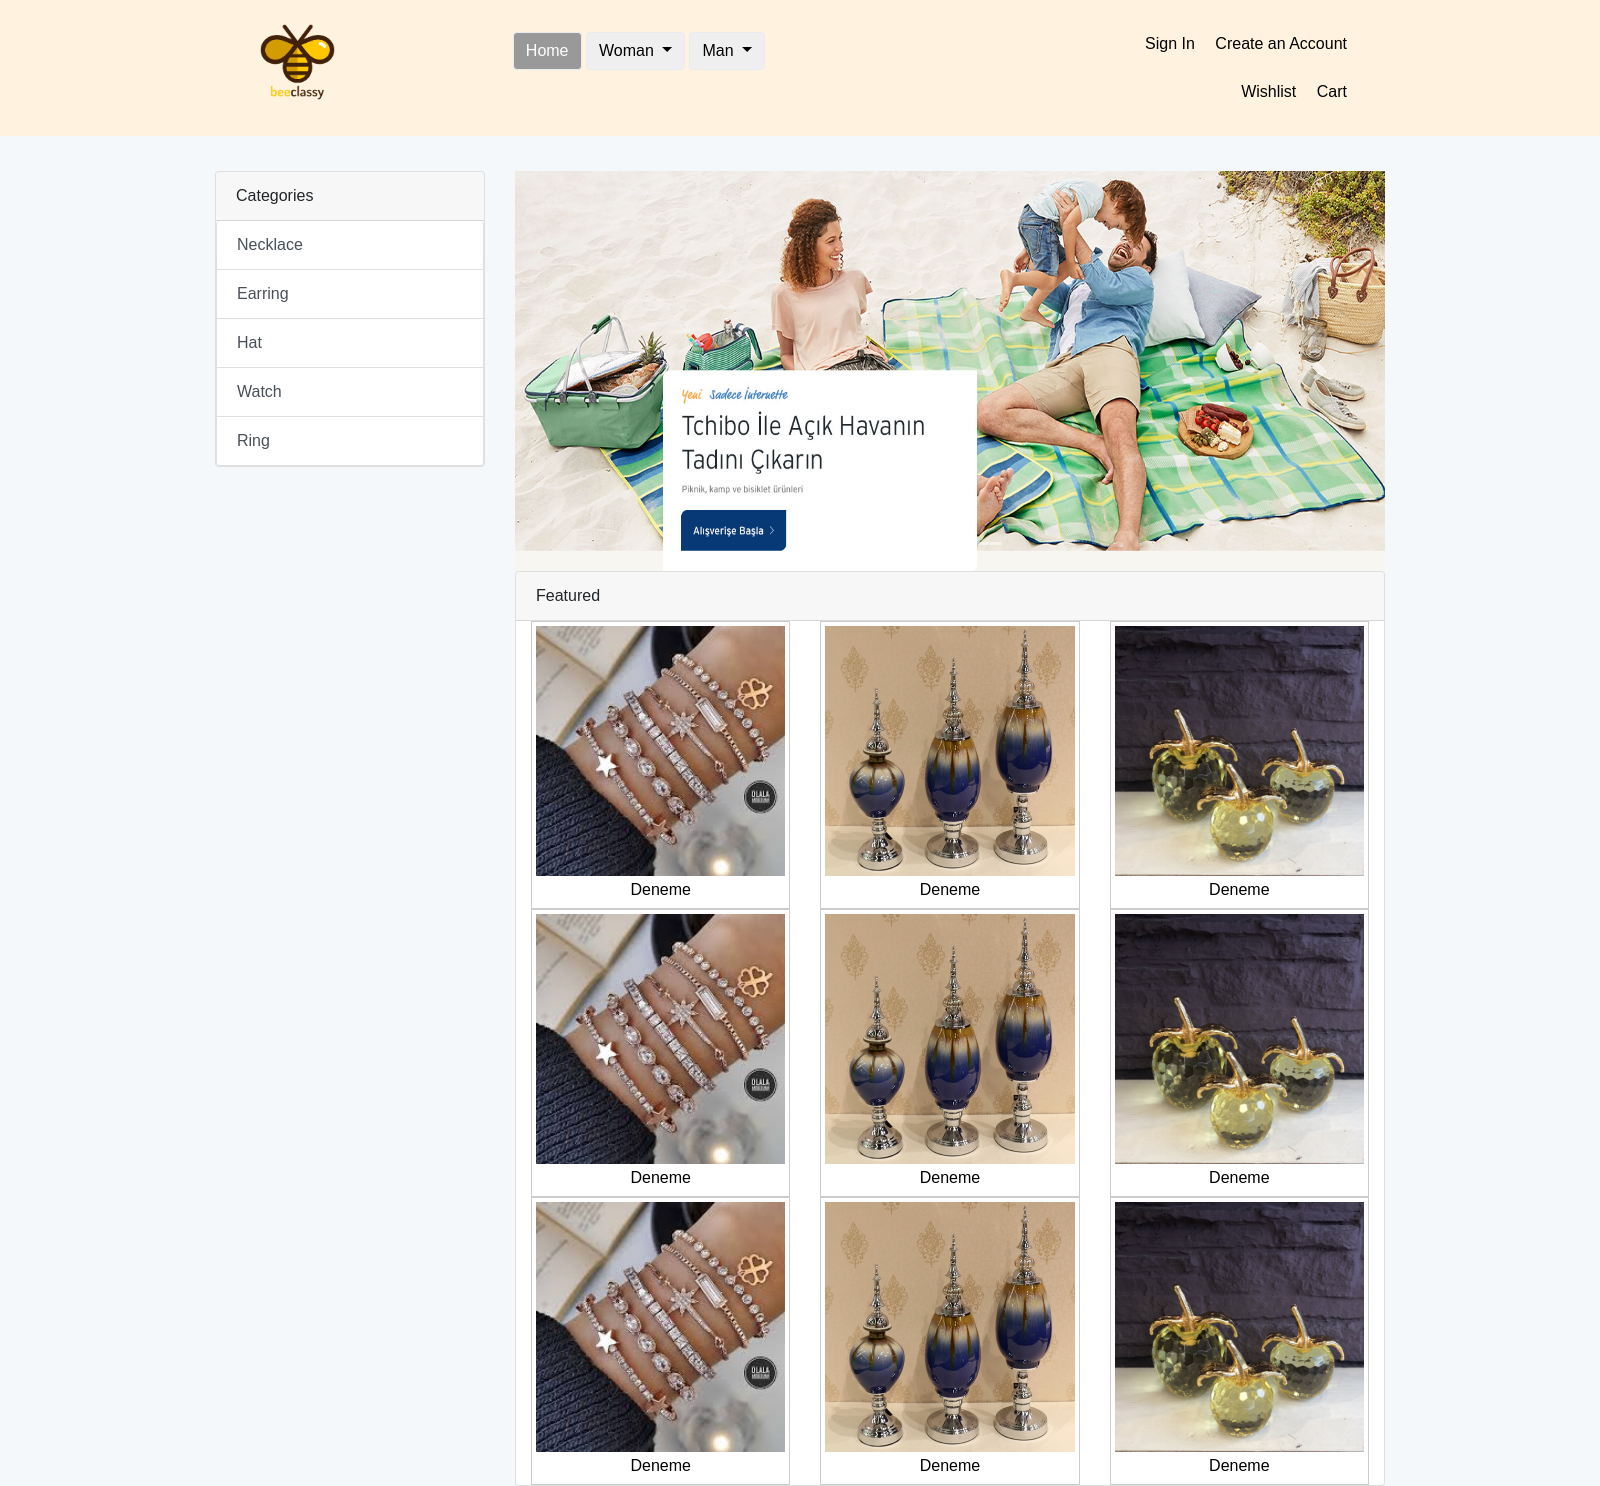 beeclassy
Home Woman Man
Sign In Create an Account
Wishlist Cart
Categories
Necklace
Earring
Hat
Watch
Ring
Yeni Sadece İnternette
Tchibo İle Açık Havanın
Tadını Çıkarın
Piknik, kamp ve bisiklet ürünleri
Alışverişe Başla
Featured
OLALA
Deneme Deneme Deneme
OLALA
Deneme Deneme Deneme
OLALA
Deneme Deneme Deneme